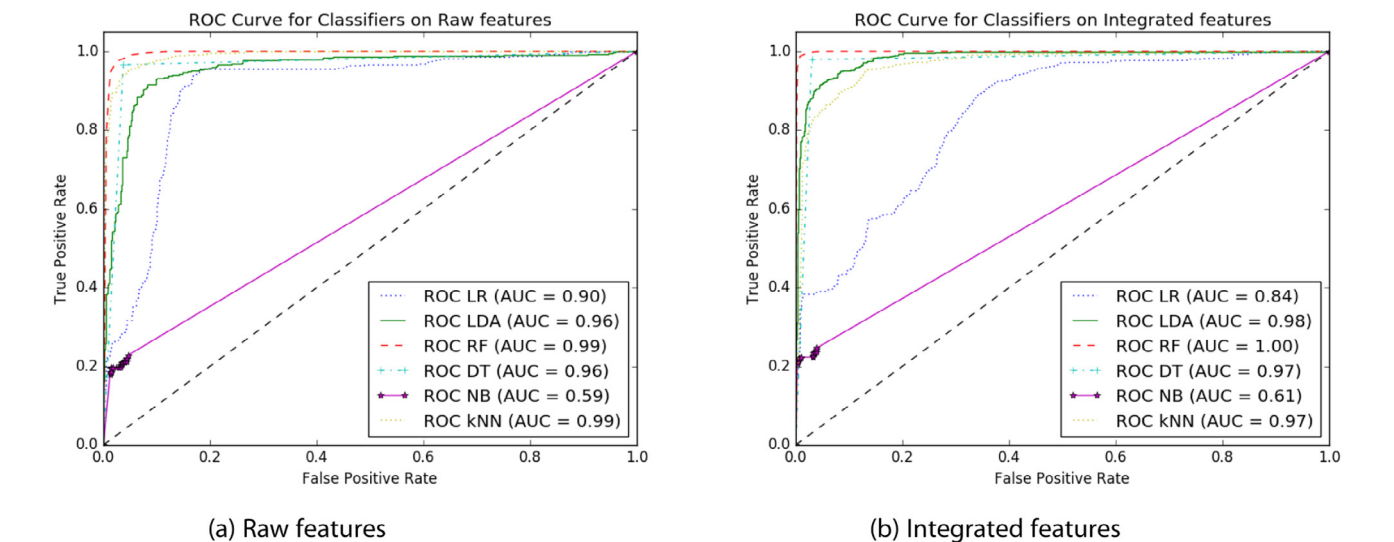 ROC Curve for Classifiers on Raw features
1.0
0.8
0.6
0.4
0.2
0.0
True Positive Rate
ROC LR (AUC = 0.90)
ROC LDA (AUC = 0.96)
ROC RF (AUC = 0.99)
ROC DT (AUC = 0.96)
ROC NB (AUC = 0.59)
ROC kNN (AUC = 0.99)
0.0 0.2 0.4 0.6 0.8 1.0
False Positive Rate
(a) Raw features
ROC Curve for Classifiers on Integrated features
1.0
0.8
0.6
0.4
0.2
0.0
True Positive Rate
ROC LR (AUC = 0.84)
ROC LDA (AUC = 0.98)
ROC RF (AUC = 1.00)
ROC DT (AUC = 0.97)
ROC NB (AUC = 0.61)
ROC kNN (AUC = 0.97)
0.0 0.2 0.4 0.6 0.8 1.0
False Positive Rate
(b) Integrated features